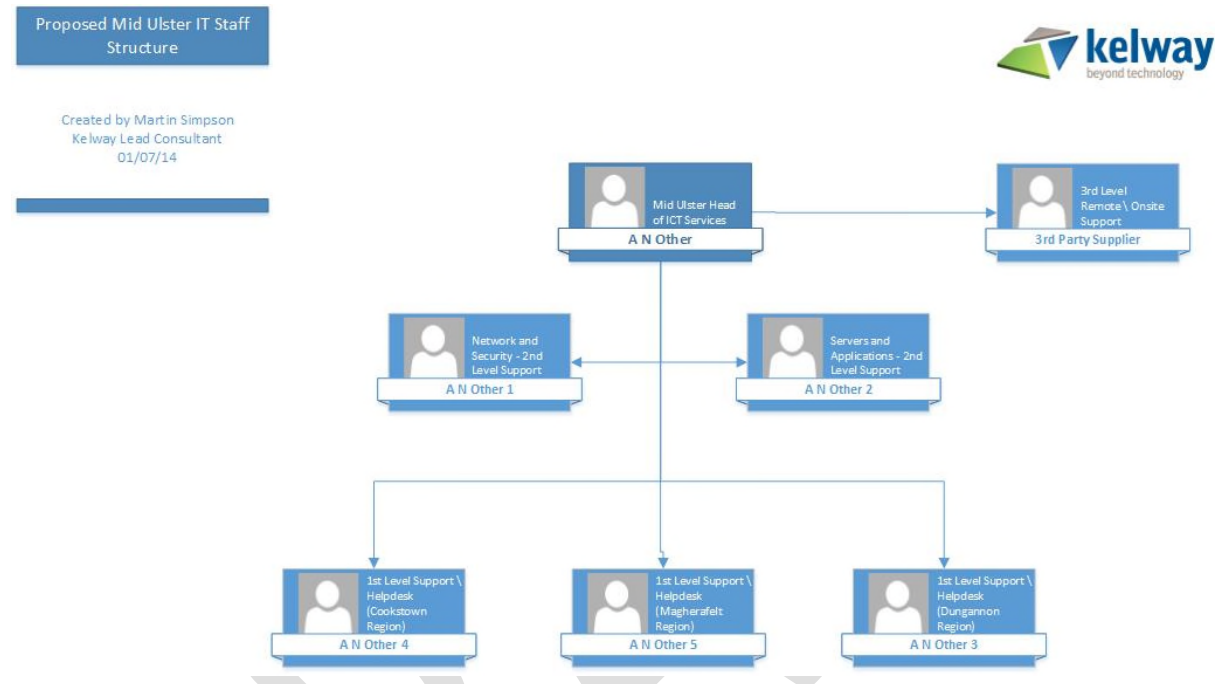 Proposed Mid Ulster IT Staff
Structure
kelway
beyond technology
Created by Martin Simpson
Kelway Lead Consultant
01/07/14
Mid Ulster Head
of ICT Services
A N Other
3rd Level
Remote \ Onsite
Support
3rd Party Supplier
Network and
Security - 2nd
Level Support
A N Other 1
Servers and
Applications - 2nd
Level Support
A N Other 2
1st Level Support \
Helpdesk
(Cookstown
Region)
A N Other 4
1st Level Support \
Helpdesk
(Magherafelt
Region)
A N Other 5
1st Level Support \
Helpdesk
(Dungannon
Region)
A N Other 3